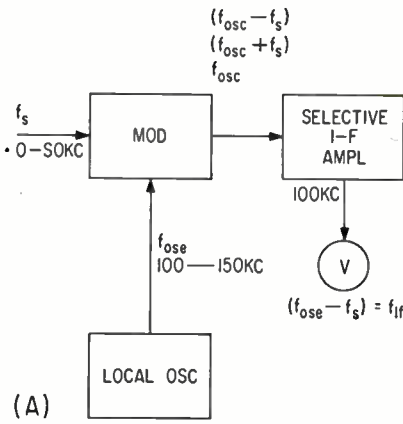 (fosc − fs)
(fosc + fs)
fosc
fs
0−50KC
MOD
SELECTIVE
I-F
AMPL
100KC
fose
100—150KC
V
(fose − fs) = fIf
LOCAL OSC
(A)